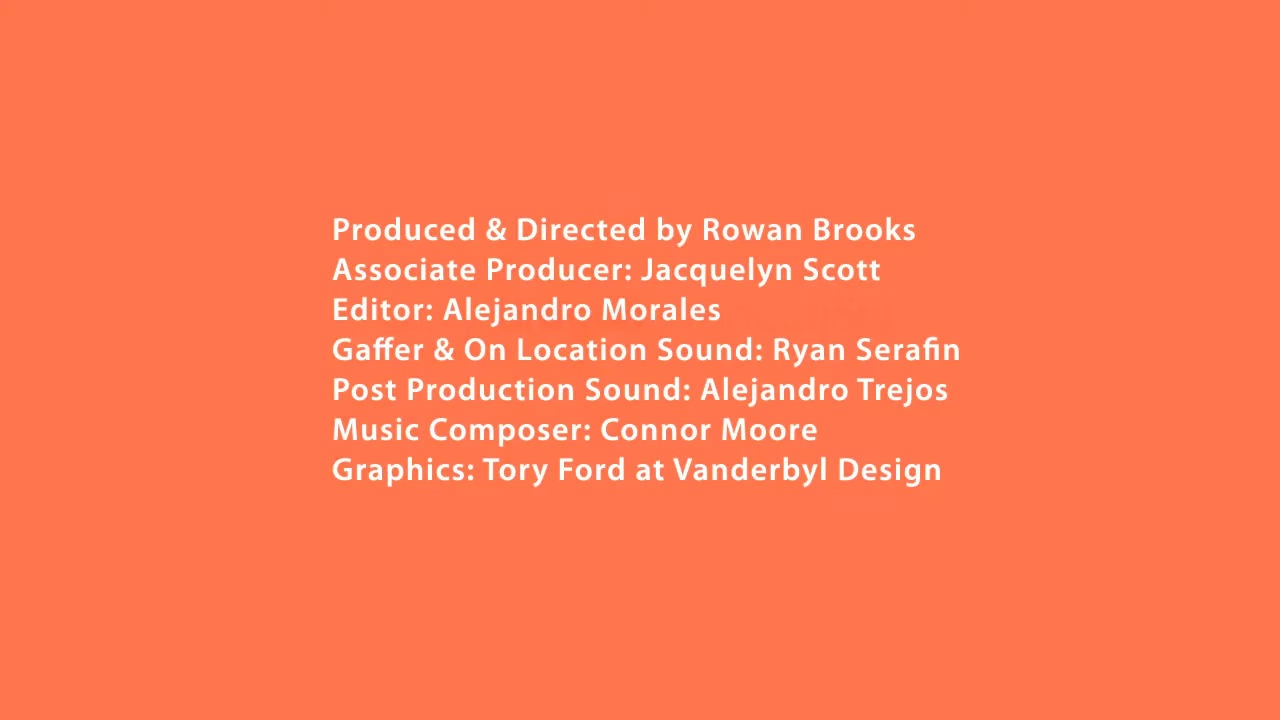 Produced & Directed by Rowan Brooks
Associate Producer: Jacquelyn Scott
Editor: Alejandro Morales
Gaffer & On Location Sound: Ryan Serafin
Post Production Sound: Alejandro Trejos
Music Composer: Connor Moore
Graphics: Tory Ford at Vanderbyl Design